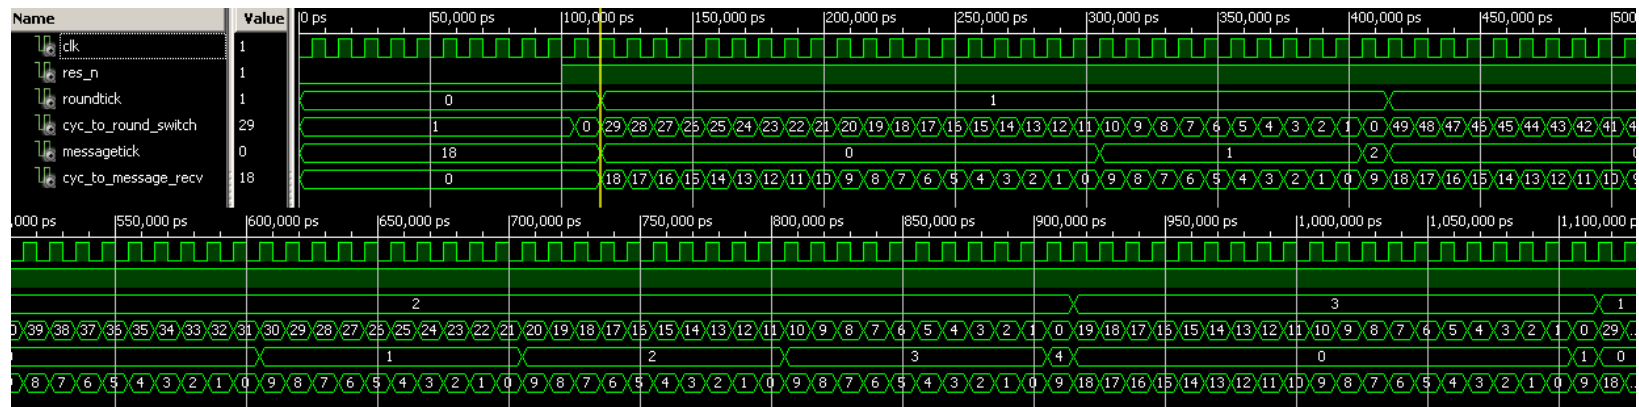 Name Value 0 ps 50,000 ps 100,000 ps 150,000 ps 200,000 ps 250,000 ps 300,000 ps 350,000 ps 400,000 ps 450,000 ps 500
clk 1
res_n 1
roundtick 1 0 1
cyc_to_round_switch 29 1 0 29 28 27 26 25 24 23 22 21 20 19 18 17 16 15 14 13 12 11 10 9 8 7 6 5 4 3 2 1 0 49 48 47 46 45 44 43 42 41 4
messagetick 0 18 0 1 2 0
cyc_to_message_recv 18 0 18 17 16 15 14 13 12 11 10 9 8 7 6 5 4 3 2 1 0 9 8 7 6 5 4 3 2 1 0 9 18 17 16 15 14 13 12 11 10 9
,000 ps 550,000 ps 600,000 ps 650,000 ps 700,000 ps 750,000 ps 800,000 ps 850,000 ps 900,000 ps 950,000 ps 1,000,000 ps 1,050,000 ps 1,100,000 p
2 3 1
39 38 37 36 35 34 33 32 31 30 29 28 27 26 25 24 23 22 21 20 19 18 17 16 15 14 13 12 11 10 9 8 7 6 5 4 3 2 1 0 19 18 17 16 15 14 13 12 11 10 9 8 7 6 5 4 3 2 1 0 29 ..
1 2 3 4 0 1 0
8 7 6 5 4 3 2 1 0 9 8 7 6 5 4 3 2 1 0 9 8 7 6 5 4 3 2 1 0 9 8 7 6 5 4 3 2 1 0 9 18 17 16 15 14 13 12 11 10 9 8 7 6 5 4 3 2 1 0 9 18 ..